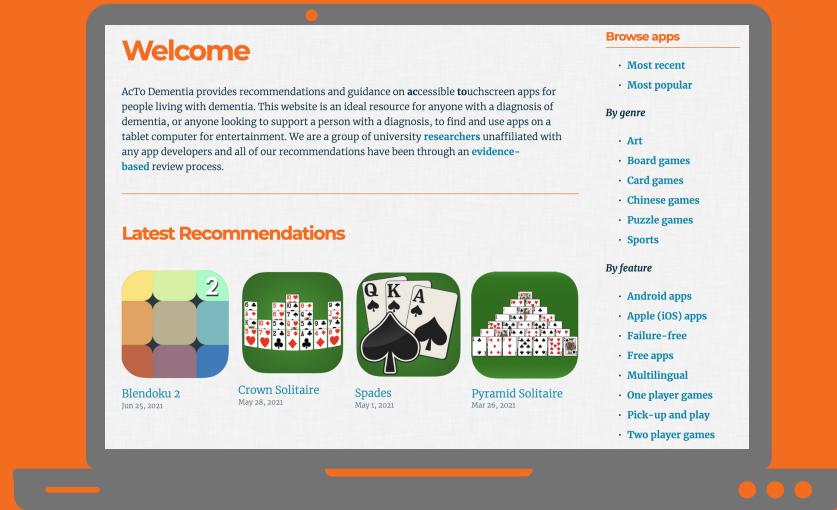 Welcome
AcTo Dementia provides recommendations and guidance on accessible touchscreen apps for
people living with dementia. This website is an ideal resource for anyone with a diagnosis of
dementia, or anyone looking to support a person with a diagnosis, to find and use apps on a
tablet computer for entertainment. We are a group of university researchers unaffiliated with
any app developers and all of our recommendations have been through an evidence-
based review process.
Latest Recommendations
2
Q K A
Blendoku 2
Jun 25, 2021
Crown Solitaire
May 28, 2021
Spades
May 1, 2021
Pyramid Solitaire
Mar 26, 2021
Browse apps
· Most recent
· Most popular
By genre
· Art
· Board games
· Card games
· Chinese games
· Puzzle games
· Sports
By feature
· Android apps
· Apple (iOS) apps
· Failure-free
· Free apps
· Multilingual
· One player games
· Pick-up and play
· Two player games